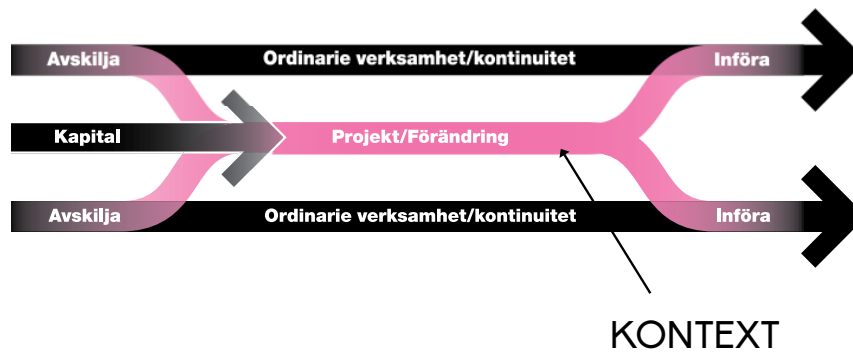 Avskilja
Ordinarie verksamhet/kontinuitet
Införa
Kapital
Projekt/Förändring
Avskilja
Ordinarie verksamhet/kontinuitet
Införa
KONTEXT